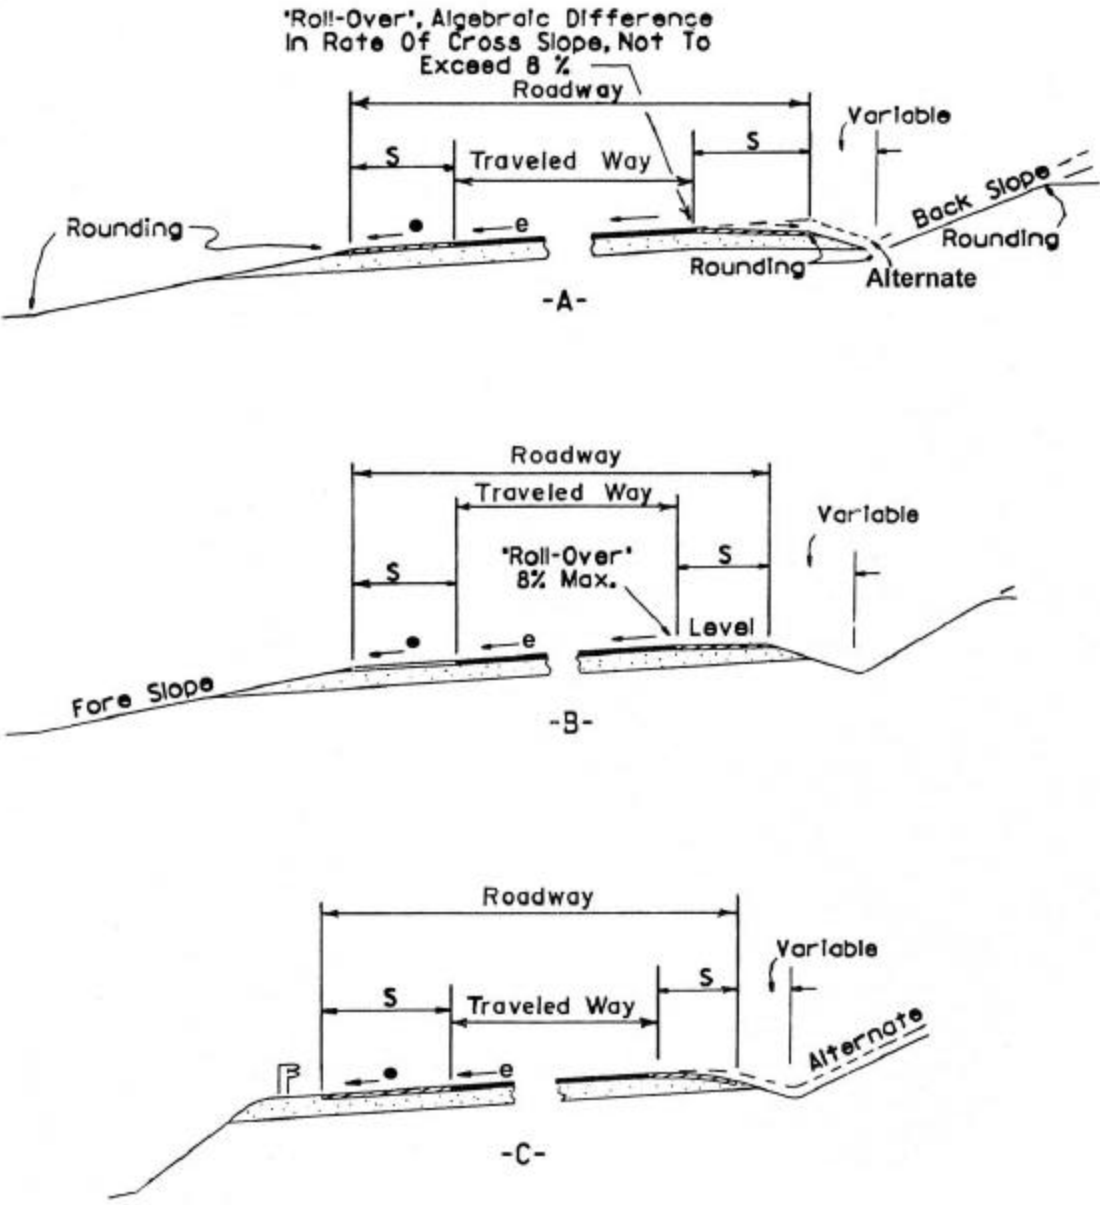 "Roll-Over", Algebraic Difference
In Rate Of Cross Slope, Not To
Exceed 8 %
Roadway
Variable
S
Traveled Way
S
Back Slope
Rounding
e
e
Rounding
Rounding
Alternate
-A-
Roadway
Traveled Way
Variable
"Roll-Over"
8% Max.
S
S
Level
e
e
Fore Slope
-B-
Roadway
Variable
S
S
Traveled Way
Alternate
e
e
-C-